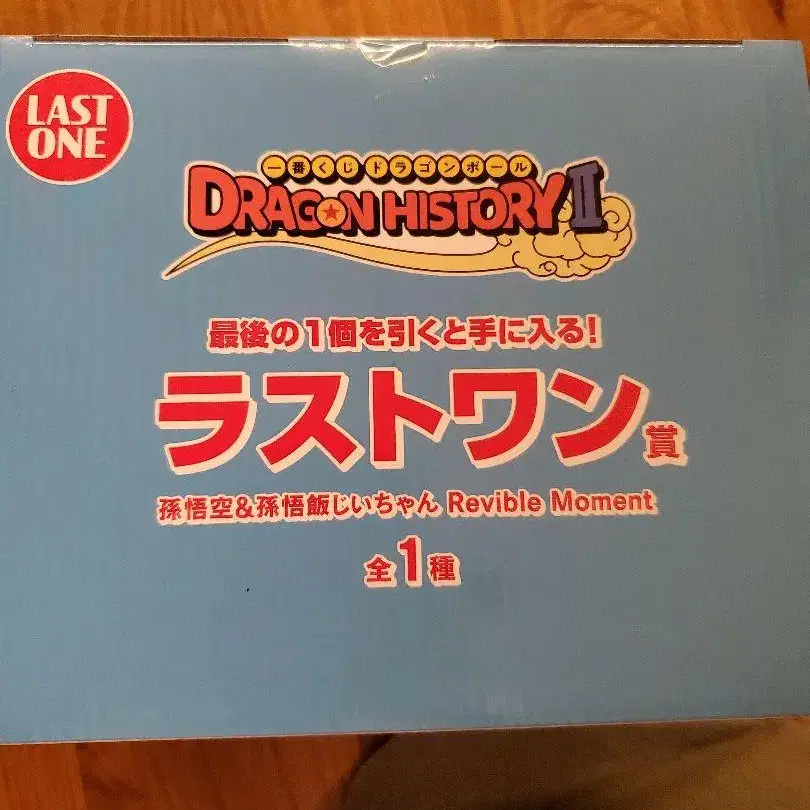 LAST
ONE
一番くじ ドラゴンボール
DRAGON HISTORY II
最後の1個を引くと手に入る!
ラストワン賞
孫悟空&孫悟飯じいちゃん Revible Moment
全1種